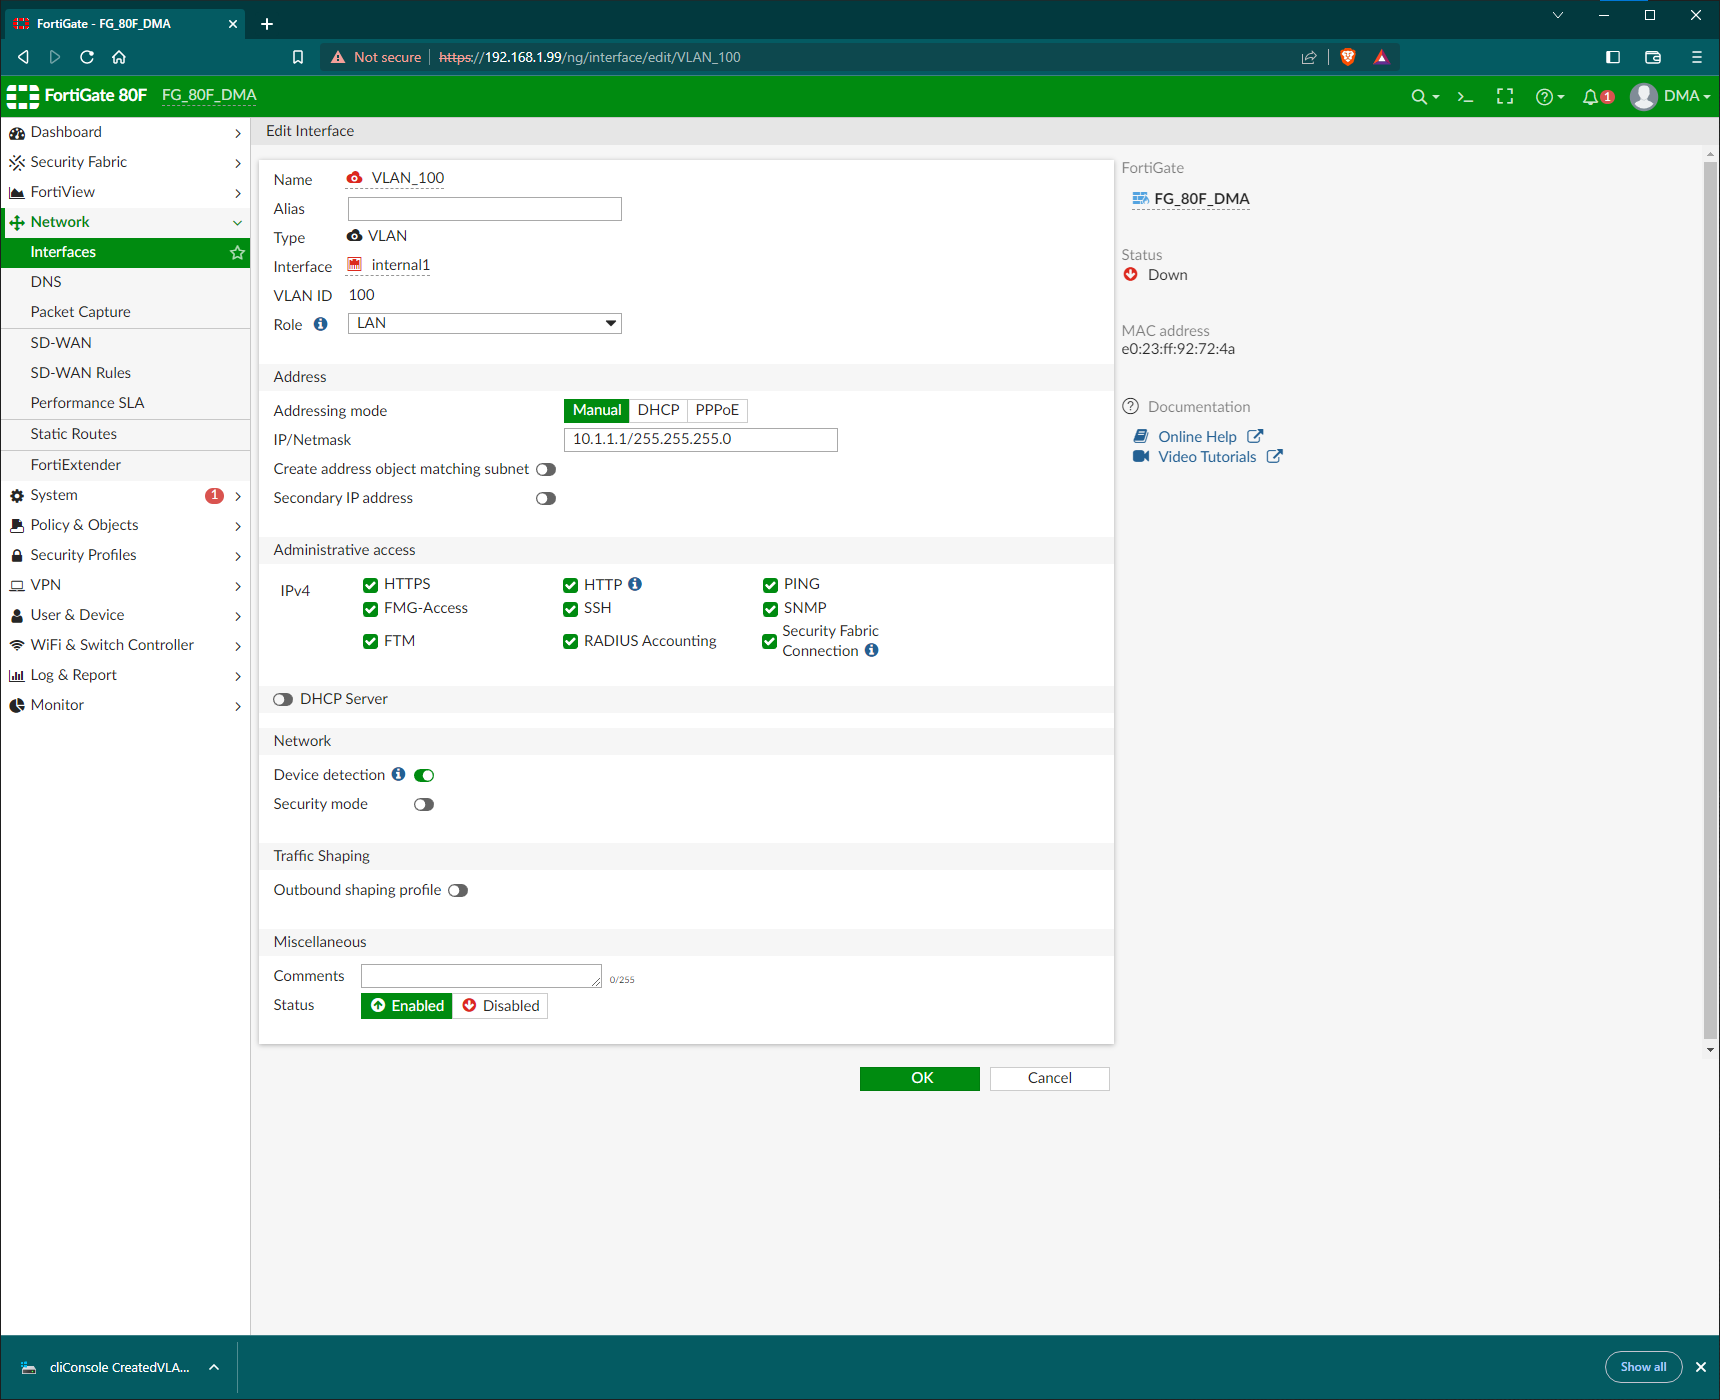 FortiGate - FG_80F_DMA
Not secure https://192.168.1.99/ng/interface/edit/VLAN_100
FortiGate 80F FG_80F_DMA
1 DMA
Dashboard
Security Fabric
FortiView
Network
Interfaces
DNS
Packet Capture
SD-WAN
SD-WAN Rules
Performance SLA
Static Routes
FortiExtender
System 1
Policy & Objects
Security Profiles
VPN
User & Device
WiFi & Switch Controller
Log & Report
Monitor
Edit Interface
Name VLAN_100
Alias
Type VLAN
Interface internal1
VLAN ID 100
Role LAN
Address
Addressing mode Manual DHCP PPPoE
IP/Netmask 10.1.1.1/255.255.255.0
Create address object matching subnet
Secondary IP address
Administrative access
IPv4 HTTPS HTTP PING
FMG-Access SSH SNMP
FTM RADIUS Accounting Security Fabric
Connection
DHCP Server
Network
Device detection
Security mode
Traffic Shaping
Outbound shaping profile
Miscellaneous
Comments 0/255
Status Enabled Disabled
OK Cancel
FortiGate
FG_80F_DMA
Status
Down
MAC address
e0:23:ff:92:72:4a
Documentation
Online Help
Video Tutorials
cliConsole CreatedVLA...
Show all